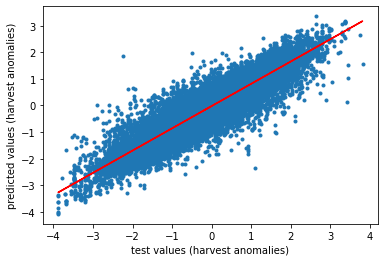 predicted values (harvest anomalies)
3
2
1
0
−1
−2
−3
−4
−4 −3 −2 −1 0 1 2 3 4
test values (harvest anomalies)